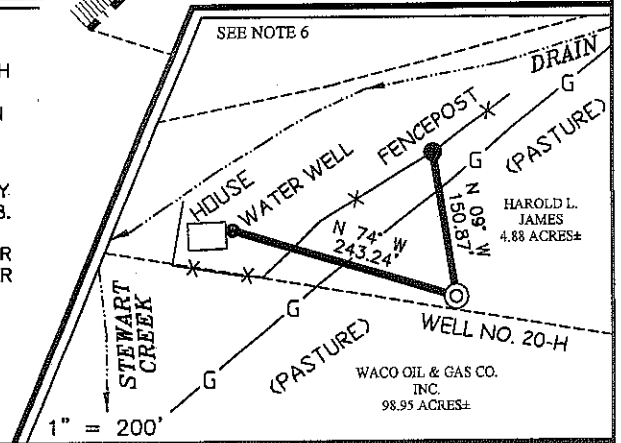 SEE NOTE 6
H
N
Y
8.
R
R
DRAIN
G
FENCEPOST
X
G
(PASTURE)
HOUSE
WATER WELL
X
HAROLD L.
JAMES
4.88 ACRES±
N 09° W
150.87'
N 74° W
243.24'
X X
G
WELL NO. 20-H
STEWART
CREEK
(PASTURE)
G
WACO OIL & GAS CO.
INC.
98.95 ACRES±
1" = 200'